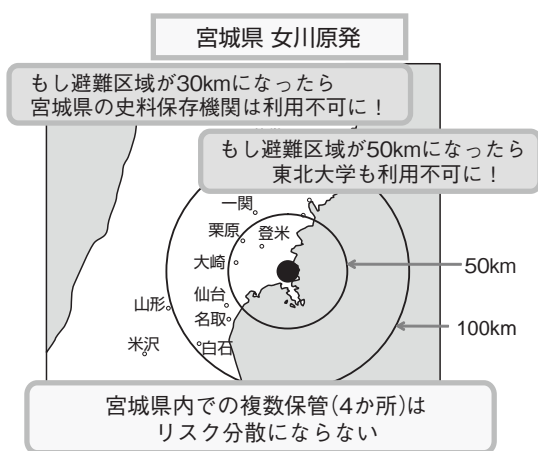 宮城県 女川原発
もし避難区域が30kmになったら
宮城県の史料保存機関は利用不可に！
もし避難区域が50kmになったら
東北大学も利用不可に！
一関
栗原
登米
大崎
50km
仙台
山形
名取
100km
米沢
白石
宮城県内での複数保管（4か所）は
リスク分散にならない